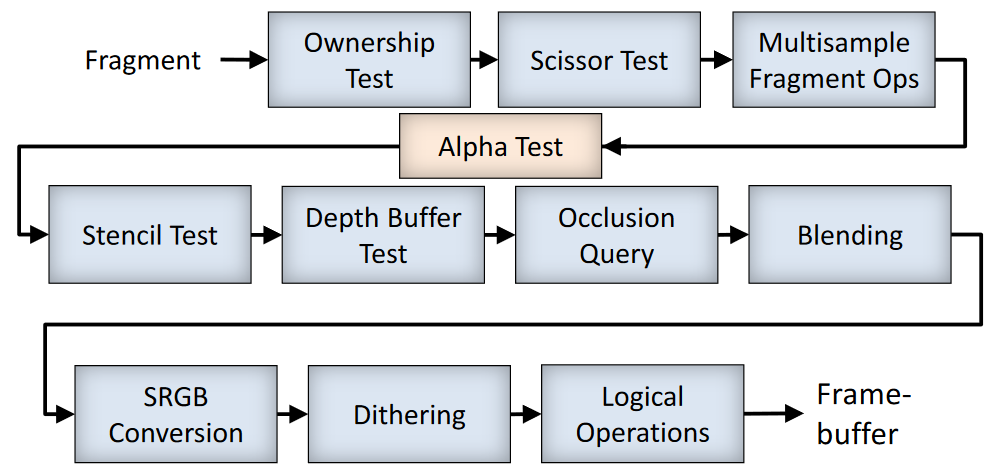 Fragment
Ownership
Test
Scissor Test
Multisample
Fragment Ops
Alpha Test
Stencil Test
Depth Buffer
Test
Occlusion
Query
Blending
SRGB
Conversion
Dithering
Logical
Operations
Frame-
buffer